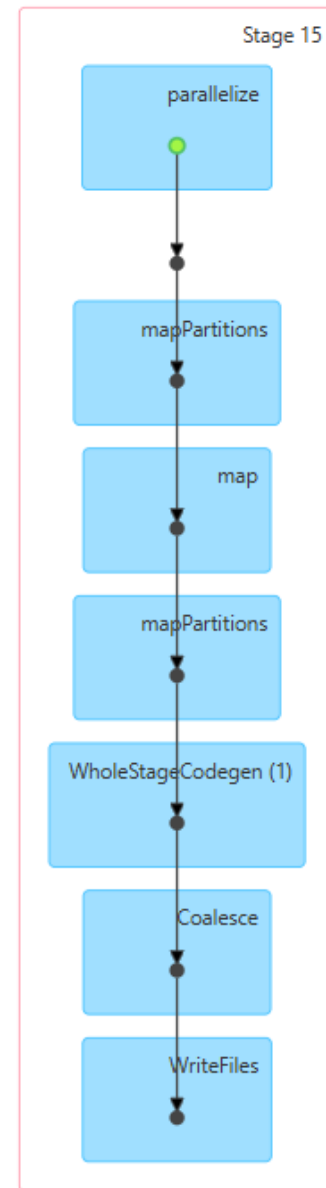 Stage 15
parallelize
mapPartitions
map
mapPartitions
WholeStageCodegen (1)
Coalesce
WriteFiles